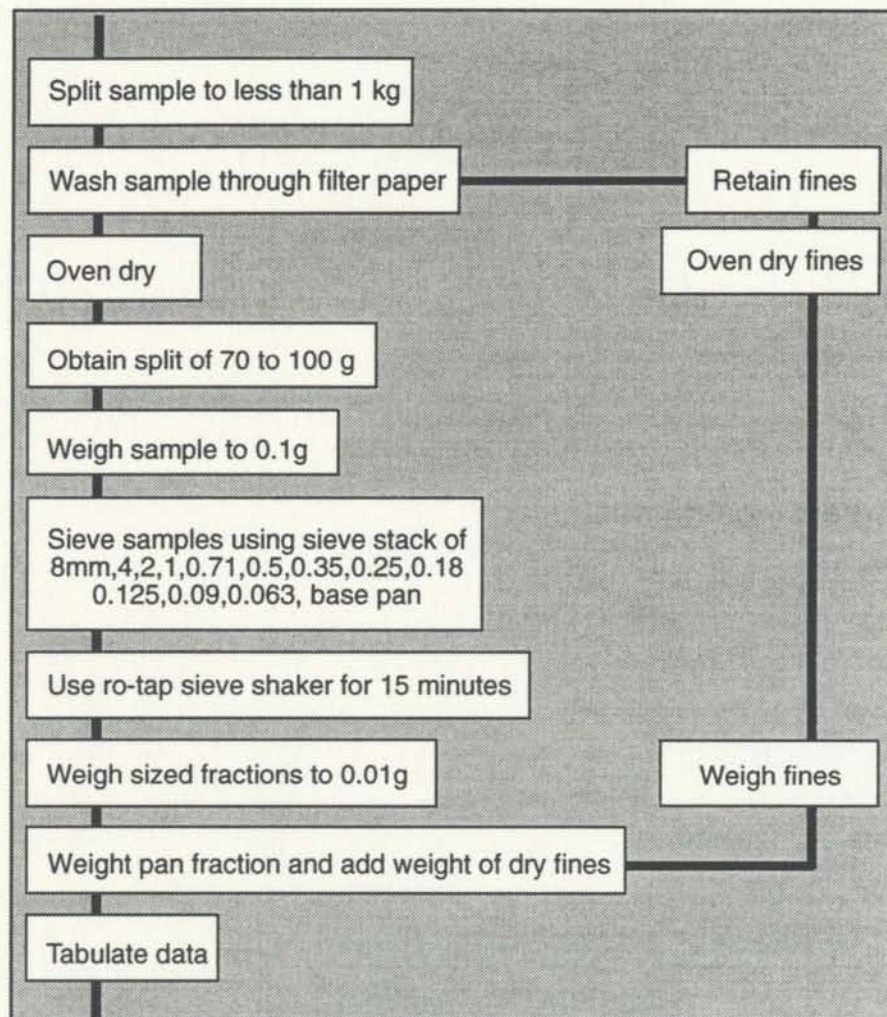 Split sample to less than 1 kg
Wash sample through filter paper
Retain fines
Oven dry
Oven dry fines
Obtain split of 70 to 100 g
Weigh sample to 0.1g
Sieve samples using sieve stack of
8mm,4,2,1,0.71,0.5,0.35,0.25,0.18
0.125,0.09,0.063, base pan
Use ro-tap sieve shaker for 15 minutes
Weigh sized fractions to 0.01g
Weigh fines
Weight pan fraction and add weight of dry fines
Tabulate data